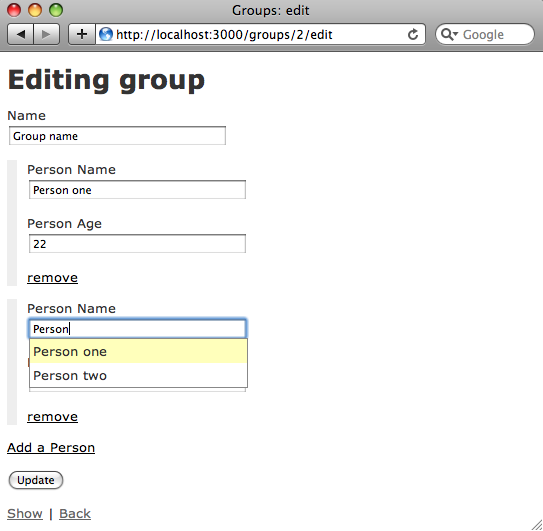 Groups: edit
http://localhost:3000/groups/2/edit
Google
Editing group
Name
Group name
Person Name
Person one
Person Age
22
remove
Person Name
Person
Person one
Person two
remove
Add a Person
Update
Show | Back